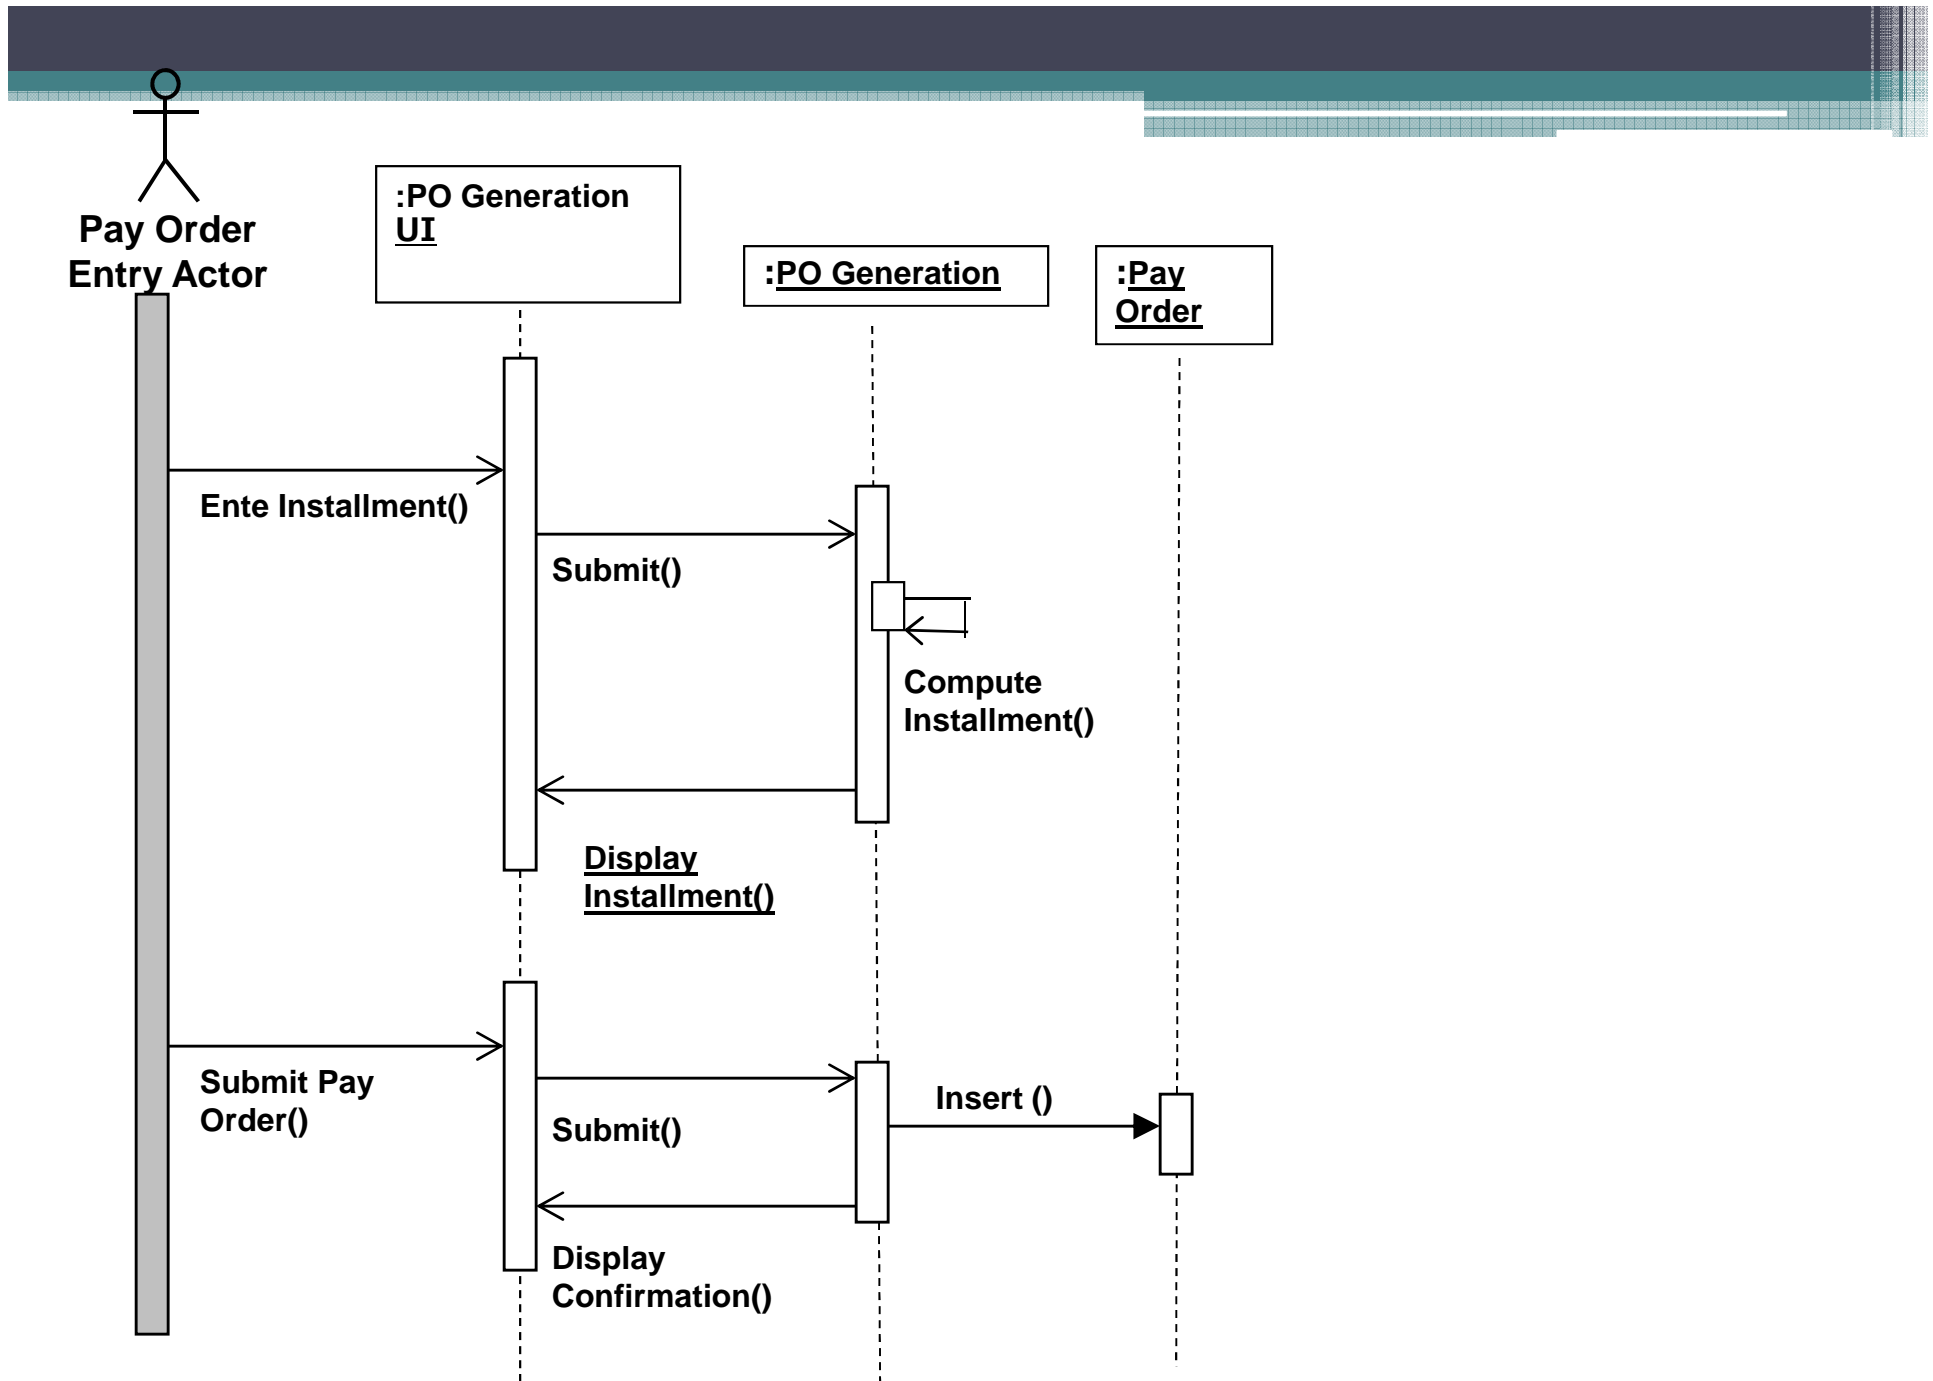 Pay Order
Entry Actor
:PO Generation
UI
:PO Generation
:Pay
Order
Ente Installment()
Submit()
Compute
Installment()
Display
Installment()
Submit Pay
Order()
Submit()
Insert ()
Display
Confirmation()